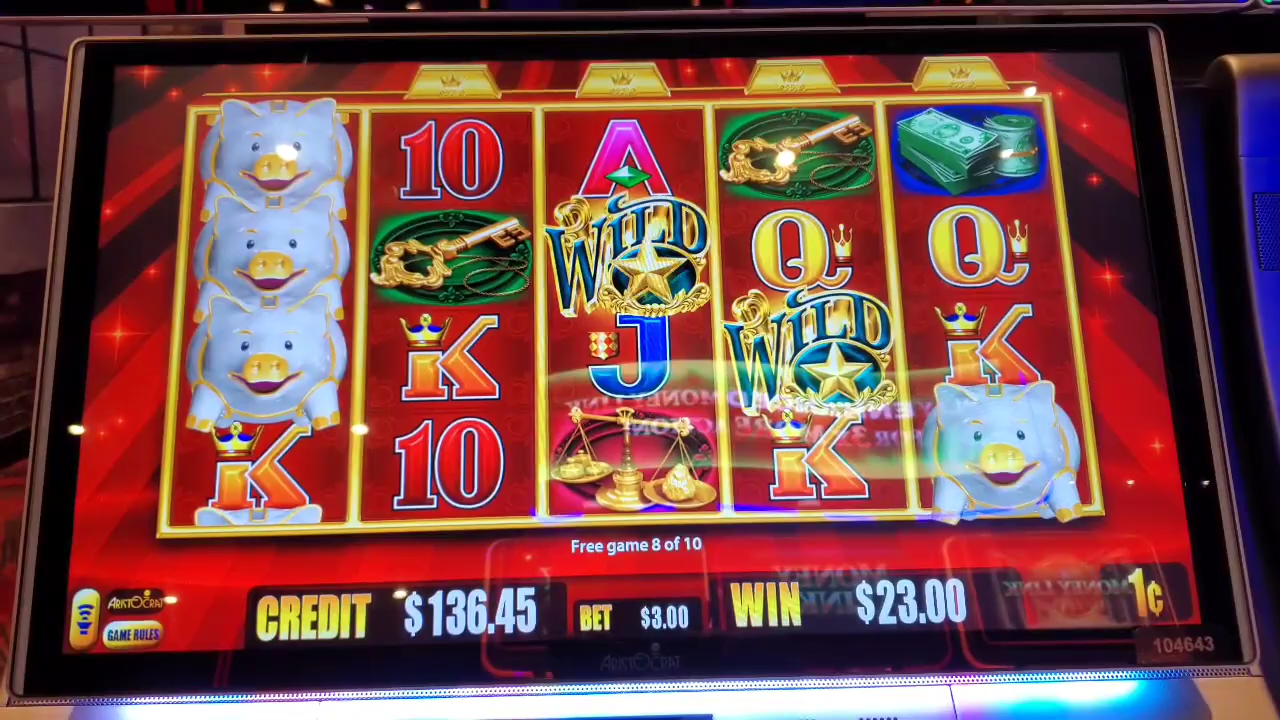 10
A
WILD
Q
Q
K
J
WILD
K
K
10
K
Free game 8 of 10
ARISTOCRAT
GAME RULES
CREDIT $136.45
BET $3.00
WIN $23.00
1¢
ARISTOCRAT
104643